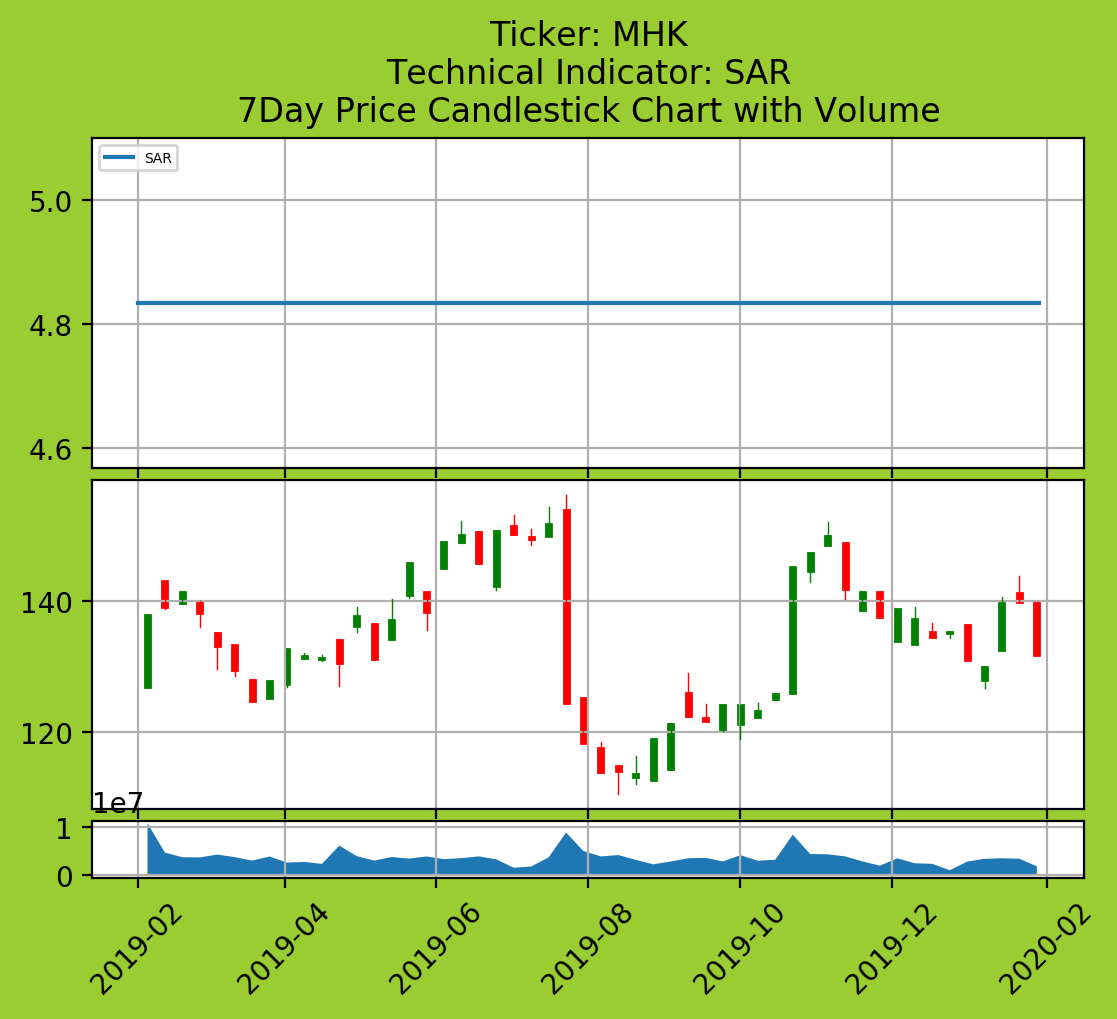 Ticker: MHK
Technical Indicator: SAR
7Day Price Candlestick Chart with Volume
SAR
5.0
4.8
4.6
140
120
1e7
1
0
2019-02
2019-04
2019-06
2019-08
2019-10
2019-12
2020-02